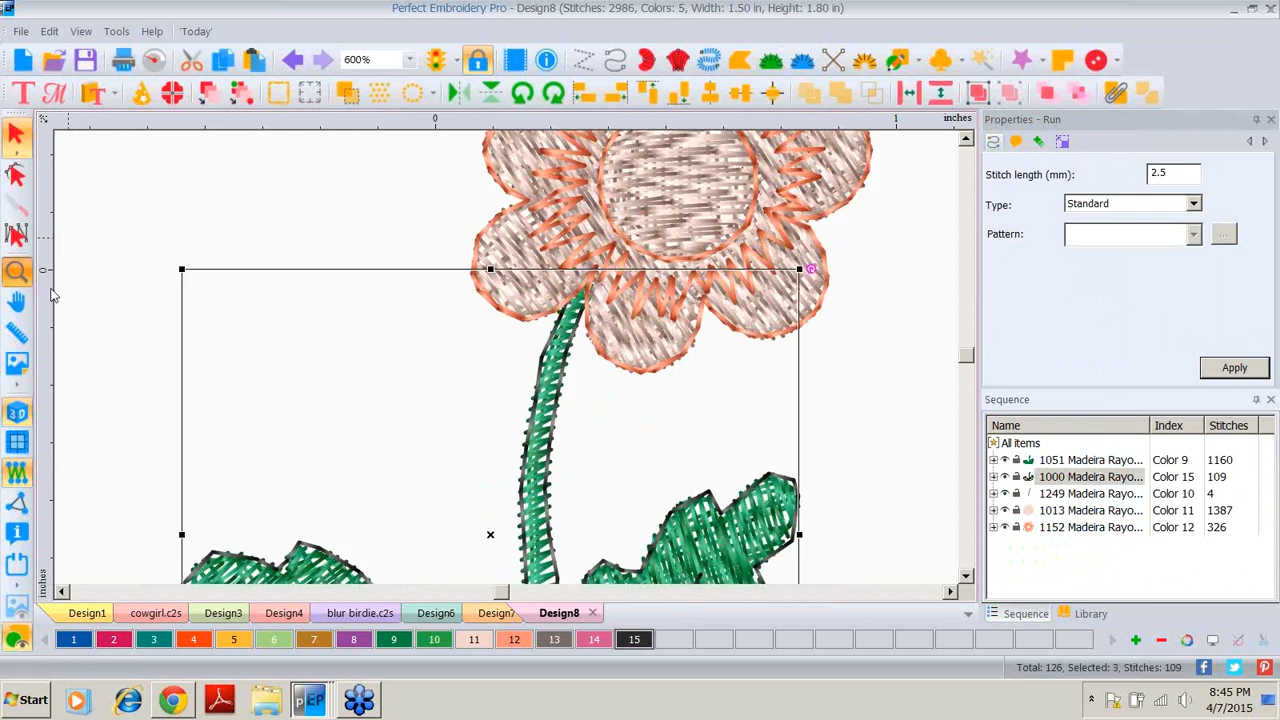 Perfect Embroidery Pro - Design8 (Stitches: 2986, Colors: 5, Width: 1.50 in, Height: 1.80 in)
File Edit View Tools Help 'Today'
600%
0 1 inches
0
inches
Properties - Run
Stitch length (mm): 2.5
Type: Standard
Pattern: ...
Apply
Sequence
Name Index Stitches
All items
1051 Madeira Rayo... Color 9 1160
1000 Madeira Rayo... Color 15 109
1249 Madeira Rayo... Color 10 4
1013 Madeira Rayo... Color 11 1387
1152 Madeira Rayo... Color 12 326
Design1 cowgirl.c2s Design3 Design4 blur birdie.c2s Design6 Design7 Design8
Sequence Library
1 2 3 4 5 6 7 8 9 10 11 12 13 14 15
Total: 126, Selected: 3, Stitches: 109
Start
pEP
8:45 PM
4/7/2015